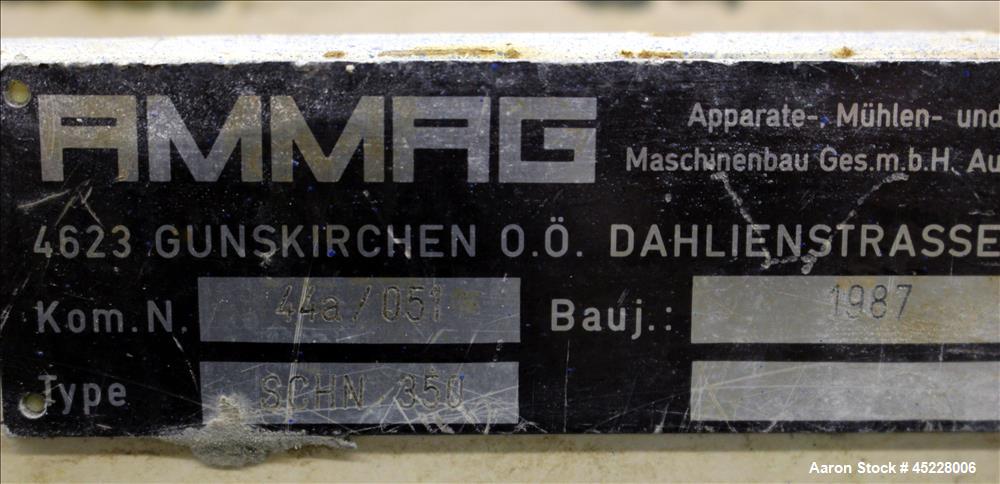 AMMAG
Apparate-, Mühlen- und
Maschinenbau Ges.m.b.H. Au
4623 GUNSKIRCHEN O.Ö. DAHLIENSTRASSE
Kom.N. 44a/051 Bauj.: 1987
Type SCHN 350
Aaron Stock # 45228006